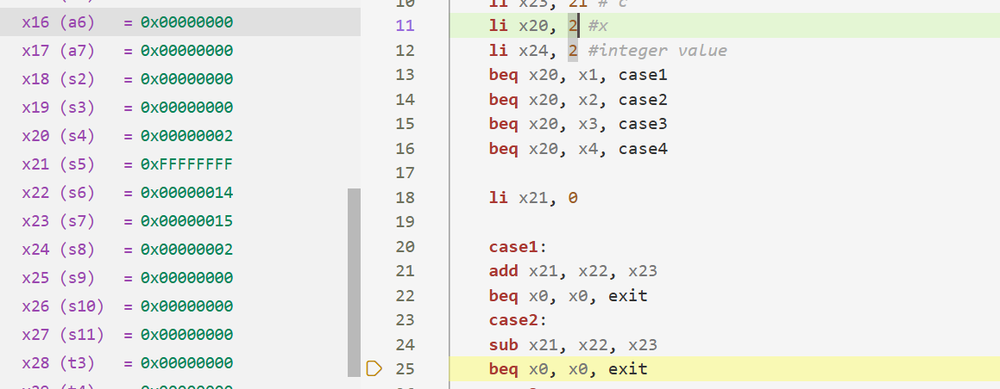 x16 (a6) = 0x00000000
x17 (a7) = 0x00000000
x18 (s2) = 0x00000000
x19 (s3) = 0x00000000
x20 (s4) = 0x00000002
x21 (s5) = 0xFFFFFFFF
x22 (s6) = 0x00000014
x23 (s7) = 0x00000015
x24 (s8) = 0x00000002
x25 (s9) = 0x00000000
x26 (s10) = 0x00000000
x27 (s11) = 0x00000000
x28 (t3) = 0x00000000
10 li x23, 21 # c
11 li x20, 2 #x
12 li x24, 2 #integer value
13 beq x20, x1, case1
14 beq x20, x2, case2
15 beq x20, x3, case3
16 beq x20, x4, case4
17
18 li x21, 0
19
20 case1:
21 add x21, x22, x23
22 beq x0, x0, exit
23 case2:
24 sub x21, x22, x23
25 beq x0, x0, exit